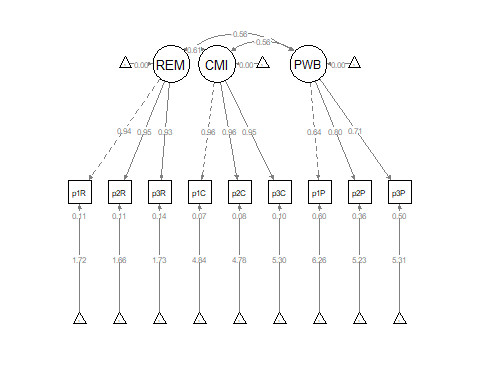 0.56
0.56
0.61
0.00 REM CMI 0.00 PWB 0.00
0.94 0.95 0.93 0.96 0.96 0.95 0.64 0.80 0.71
p1R p2R p3R p1C p2C p3C p1P p2P p3P
0.11 0.11 0.14 0.07 0.08 0.10 0.60 0.36 0.50
1.72 1.66 1.73 4.84 4.78 5.30 6.26 5.23 5.31